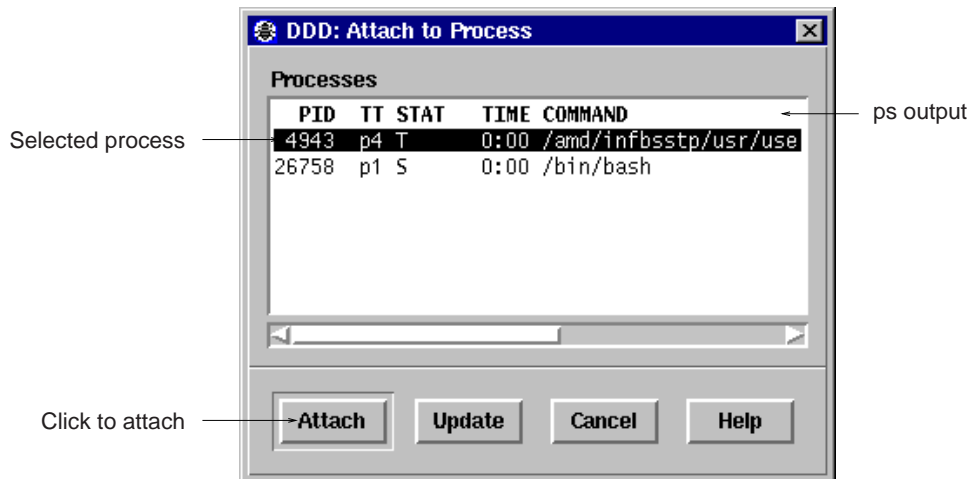 DDD: Attach to Process
Processes
PID TT STAT TIME COMMAND
ps output
Selected process
4943 p4 T 0:00 /amd/infbsstp/usr/use
26758 p1 S 0:00 /bin/bash
Click to attach
Attach
Update
Cancel
Help